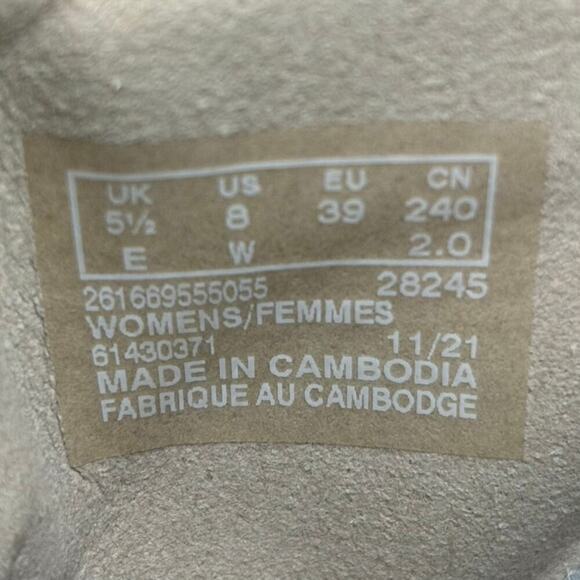 UK US EU CN
5½ 8 39 240
E W 2.0
261669555055 28245
WOMENS/FEMMES
61430371 11/21
MADE IN CAMBODIA
FABRIQUE AU CAMBODGE